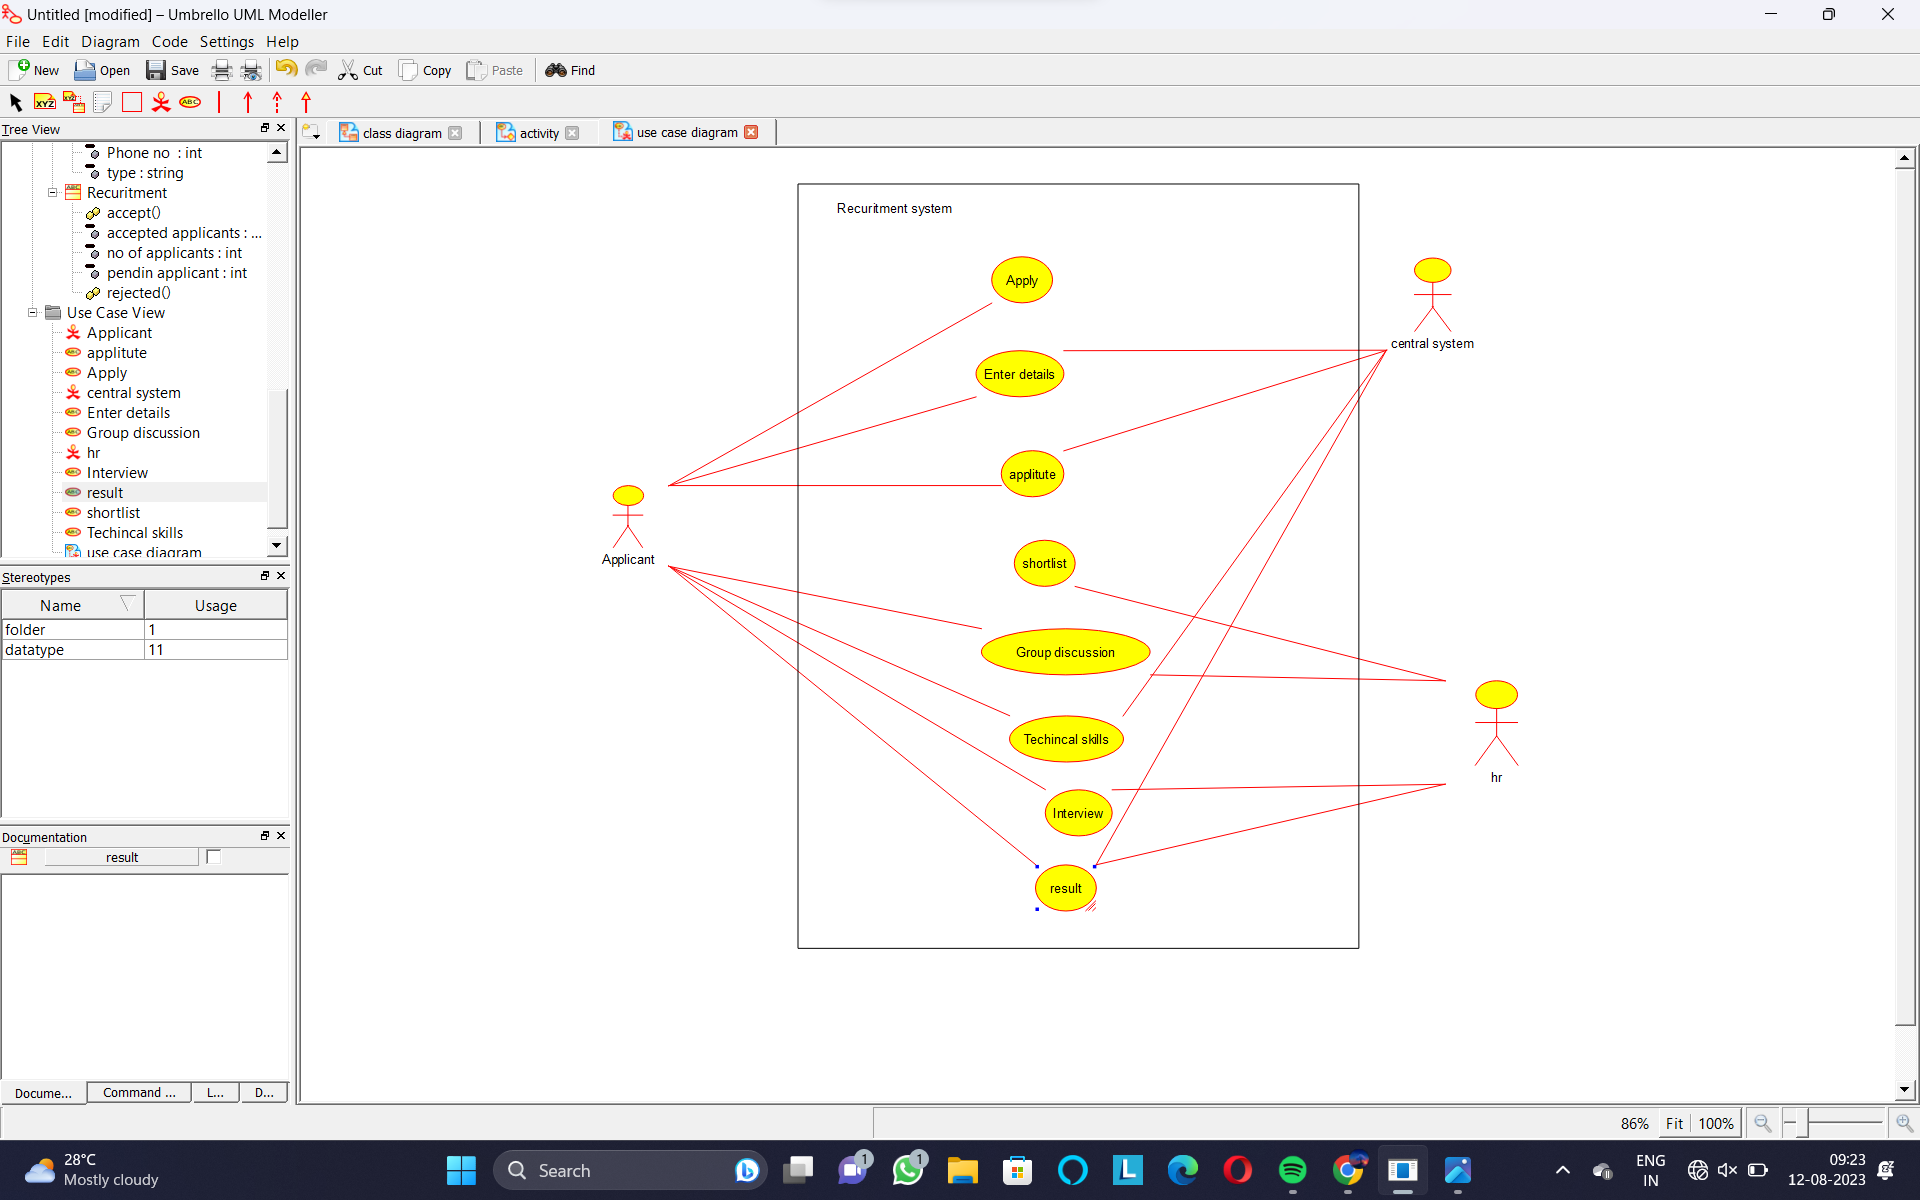 Untitled [modified] – Umbrello UML Modeller
File Edit Diagram Code Settings Help
New Open Save Cut Copy Paste Find
XYZ XYZ ABC
Tree View
class diagram activity use case diagram
Phone no : int
type : string
Recuritment
accept()
accepted applicants : ...
no of applicants : int
pendin applicant : int
rejected()
Use Case View
Applicant
applitute
Apply
central system
Enter details
Group discussion
hr
Interview
result
shortlist
Techincal skills
use case diagram
Stereotypes
Name Usage
folder 1
datatype 11
Documentation
result
Docume... Command ... L... D...
Recuritment system
Apply
Enter details
applitute
shortlist
Group discussion
Techincal skills
Interview
result
Applicant
central system
hr
86% Fit 100%
28°C
Mostly cloudy
Search
1
1
L
ENG
IN
09:23
12-08-2023